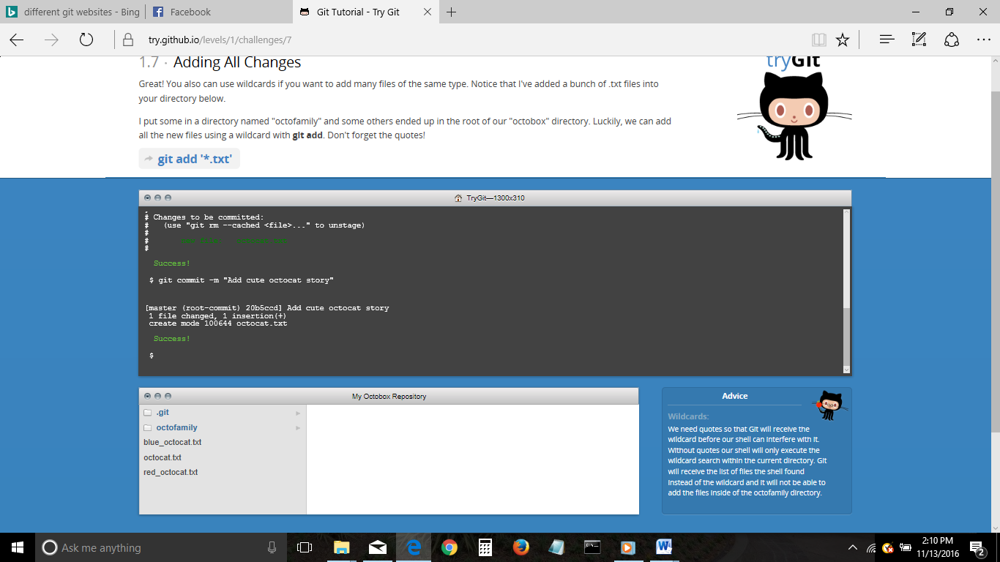 different git websites - Bing
Facebook
Git Tutorial - Try Git
try.github.io/levels/1/challenges/7
1.7 · Adding All Changes
tryGit
Great! You also can use wildcards if you want to add many files of the same type. Notice that I've added a bunch of .txt files into
your directory below.
I put some in a directory named "octofamily" and some others ended up in the root of our "octobox" directory. Luckily, we can add
all the new files using a wildcard with git add. Don't forget the quotes!
git add '*.txt'
TryGit—1300x310
# Changes to be committed:
#   (use "git rm --cached <file>..." to unstage)
#
#       new file:   octocat.txt
#
Success!
$ git commit -m "Add cute octocat story"
[master (root-commit) 20b5ccd] Add cute octocat story
1 file changed, 1 insertion(+)
create mode 100644 octocat.txt
Success!
$
My Octobox Repository
.git
octofamily
blue_octocat.txt
octocat.txt
red_octocat.txt
Advice
Wildcards:
We need quotes so that Git will receive the
wildcard before our shell can interfere with it.
Without quotes our shell will only execute the
wildcard search within the current directory. Git
will receive the list of files the shell found
instead of the wildcard and it will not be able to
add the files inside of the octofamily directory.
Ask me anything
2:10 PM
11/13/2016
2